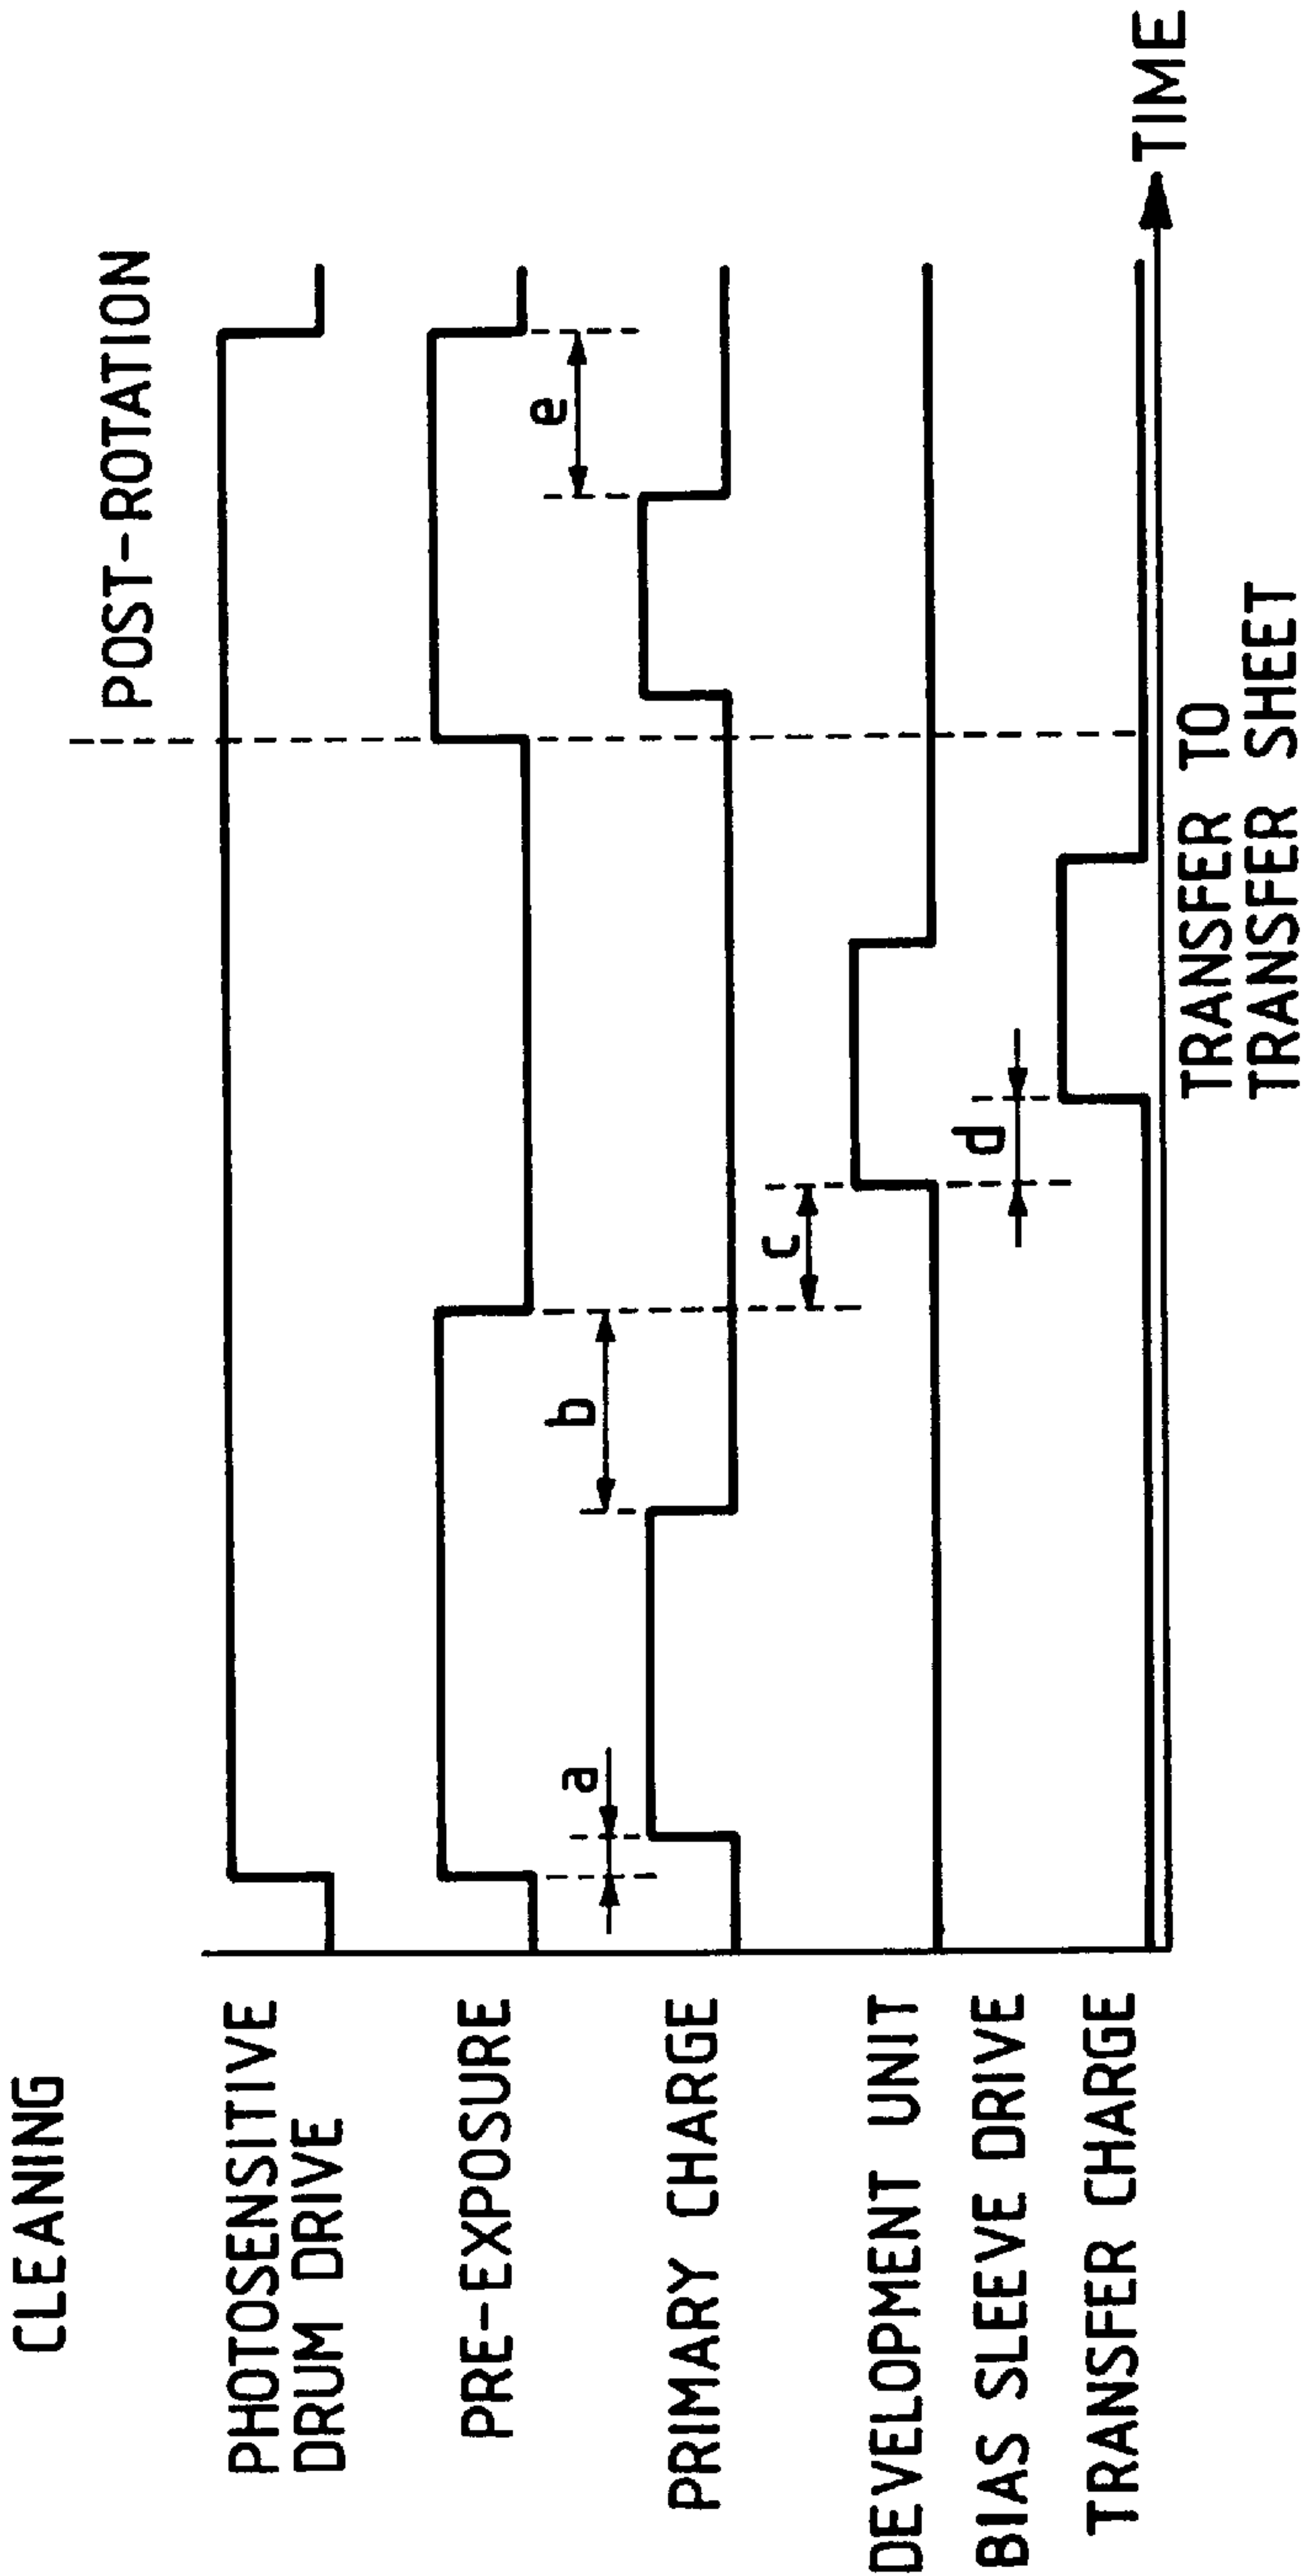 CLEANING
POST-ROTATION
PHOTOSENSITIVE
DRUM DRIVE
PRE-EXPOSURE
e
PRIMARY CHARGE
a
b
c
DEVELOPMENT UNIT
BIAS SLEEVE DRIVE
d
TRANSFER CHARGE
TIME
TRANSFER TO
TRANSFER SHEET